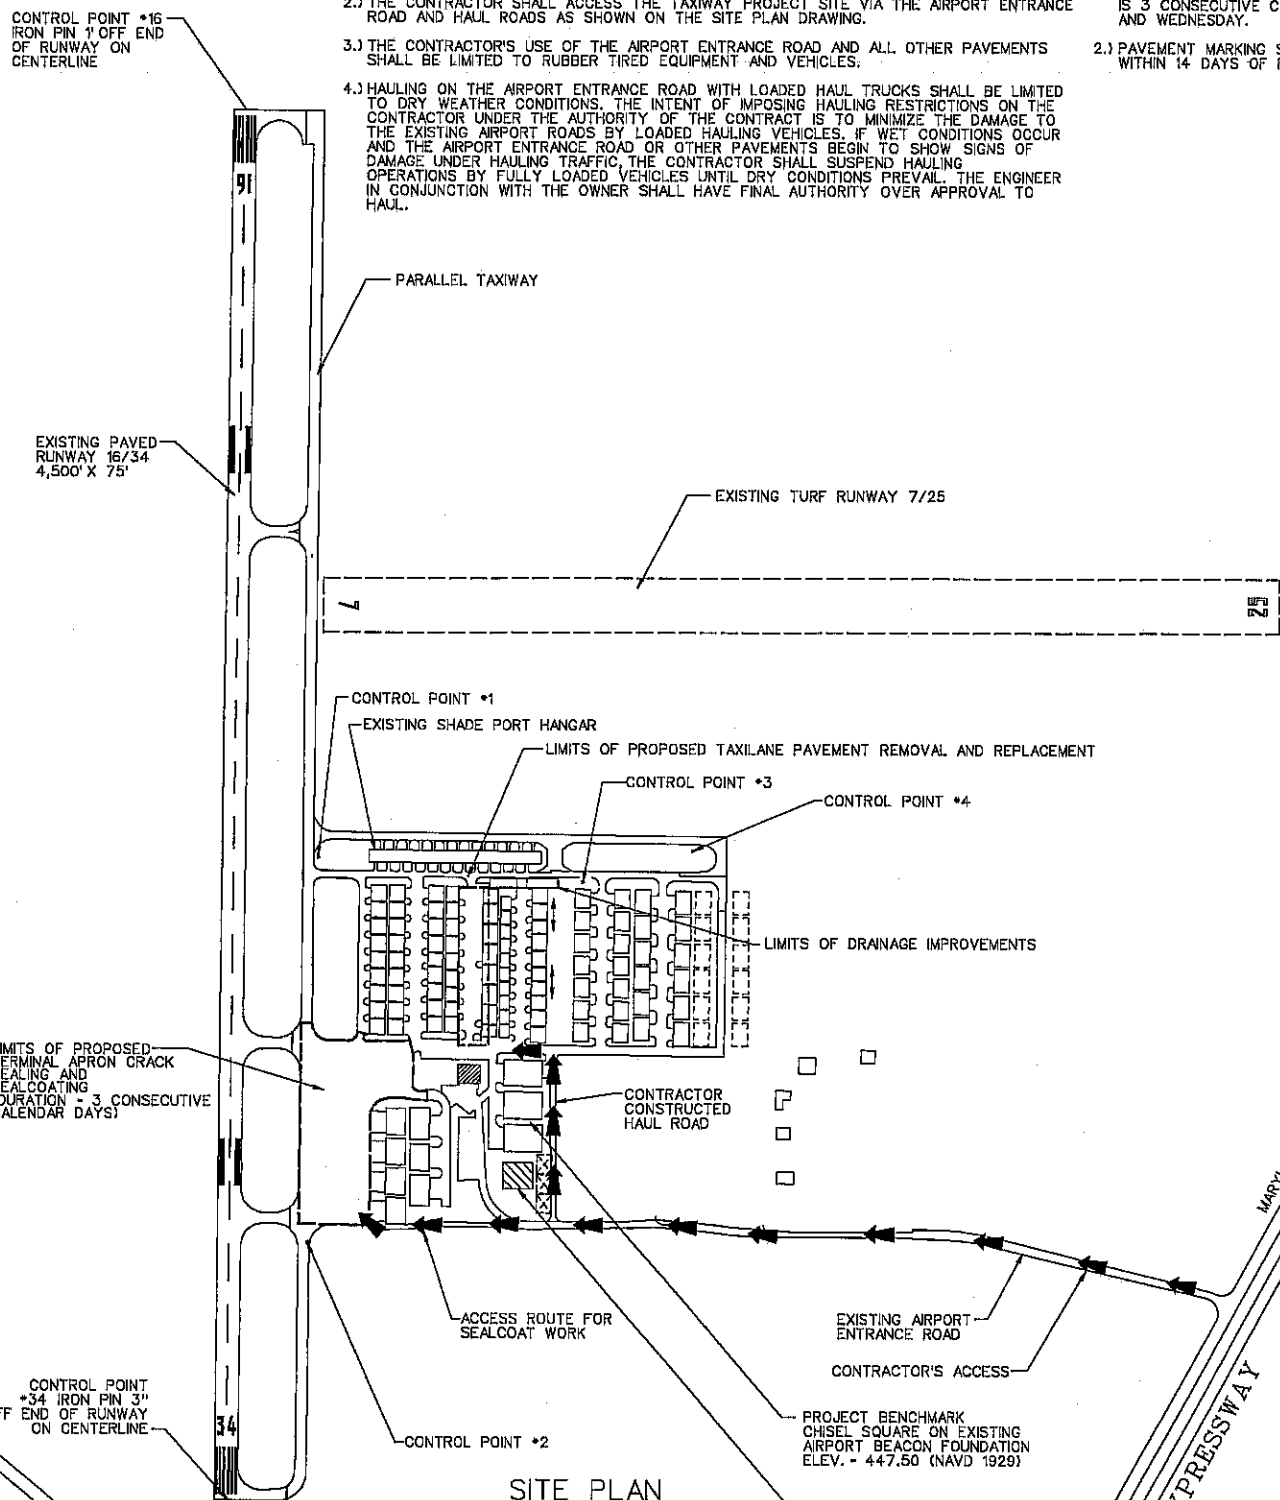 CONTROL POINT •16
IRON PIN 1' OFF END
OF RUNWAY ON
CENTERLINE
2.) THE CONTRACTOR SHALL ACCESS THE TAXIWAY PROJECT SITE VIA THE AIRPORT ENTRANCE
ROAD AND HAUL ROADS AS SHOWN ON THE SITE PLAN DRAWING.
3.) THE CONTRACTOR'S USE OF THE AIRPORT ENTRANCE ROAD AND ALL OTHER PAVEMENTS
SHALL BE LIMITED TO RUBBER TIRED EQUIPMENT AND VEHICLES.
4.) HAULING ON THE AIRPORT ENTRANCE ROAD WITH LOADED HAUL TRUCKS SHALL BE LIMITED
TO DRY WEATHER CONDITIONS. THE INTENT OF IMPOSING HAULING RESTRICTIONS ON THE
CONTRACTOR UNDER THE AUTHORITY OF THE CONTRACT IS TO MINIMIZE THE DAMAGE TO
THE EXISTING AIRPORT ROADS BY LOADED HAULING VEHICLES. IF WET CONDITIONS OCCUR
AND THE AIRPORT ENTRANCE ROAD OR OTHER PAVEMENTS BEGIN TO SHOW SIGNS OF
DAMAGE UNDER HAULING TRAFFIC, THE CONTRACTOR SHALL SUSPEND HAULING
OPERATIONS BY FULLY LOADED VEHICLES UNTIL DRY CONDITIONS PREVAIL. THE ENGINEER
IN CONJUNCTION WITH THE OWNER SHALL HAVE FINAL AUTHORITY OVER APPROVAL TO
HAUL.
IS 3 CONSECUTIVE C
AND WEDNESDAY.
2.) PAVEMENT MARKING S
WITHIN 14 DAYS OF
16
PARALLEL TAXIWAY
EXISTING PAVED
RUNWAY 16/34
4,500' X 75'
EXISTING TURF RUNWAY 7/25
7
25
CONTROL POINT •1
EXISTING SHADE PORT HANGAR
LIMITS OF PROPOSED TAXILANE PAVEMENT REMOVAL AND REPLACEMENT
CONTROL POINT •3
CONTROL POINT •4
LIMITS OF DRAINAGE IMPROVEMENTS
IMITS OF PROPOSED
ERMINAL APRON CRACK
EALING AND
EALCOATING
DURATION - 3 CONSECUTIVE
ALENDAR DAYS)
CONTRACTOR
CONSTRUCTED
HAUL ROAD
MARY
ACCESS ROUTE FOR
SEALCOAT WORK
EXISTING AIRPORT
ENTRANCE ROAD
CONTRACTOR'S ACCESS
CONTROL POINT
•34 IRON PIN 3"
FF END OF RUNWAY
ON CENTERLINE
34
CONTROL POINT •2
PROJECT BENCHMARK
CHISEL SQUARE ON EXISTING
AIRPORT BEACON FOUNDATION
ELEV. - 447.50 (NAVD 1929)
PRESSWAY
SITE PLAN